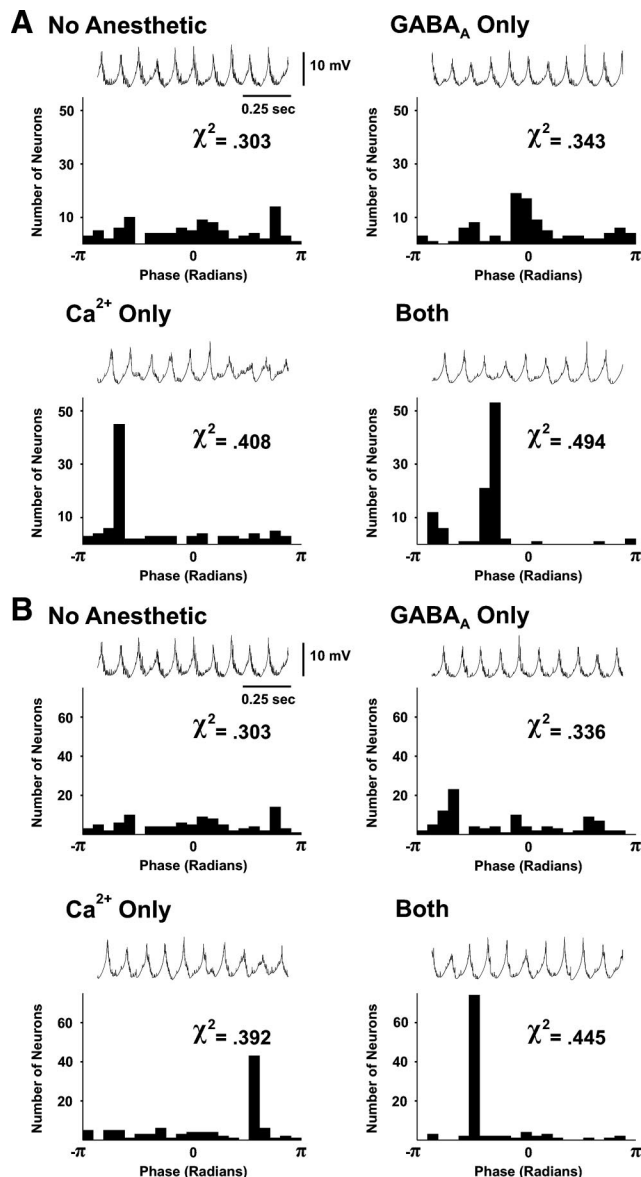 A
No Anesthetic
10 mV
0.25 sec
χ² = .303
Number of Neurons
50
30
10
-π 0 π
Phase (Radians)
GABA_A Only
χ² = .343
Number of Neurons
50
30
10
-π 0 π
Phase (Radians)
Ca²⁺ Only
χ² = .408
Number of Neurons
50
30
10
-π 0 π
Phase (Radians)
Both
χ² = .494
Number of Neurons
50
30
10
-π 0 π
Phase (Radians)
B
No Anesthetic
10 mV
0.25 sec
χ² = .303
Number of Neurons
60
40
20
-π 0 π
Phase (Radians)
GABA_A Only
χ² = .336
Number of Neurons
60
40
20
-π 0 π
Phase (Radians)
Ca²⁺ Only
χ² = .392
Number of Neurons
60
40
20
-π 0 π
Phase (Radians)
Both
χ² = .445
Number of Neurons
60
40
20
-π 0 π
Phase (Radians)